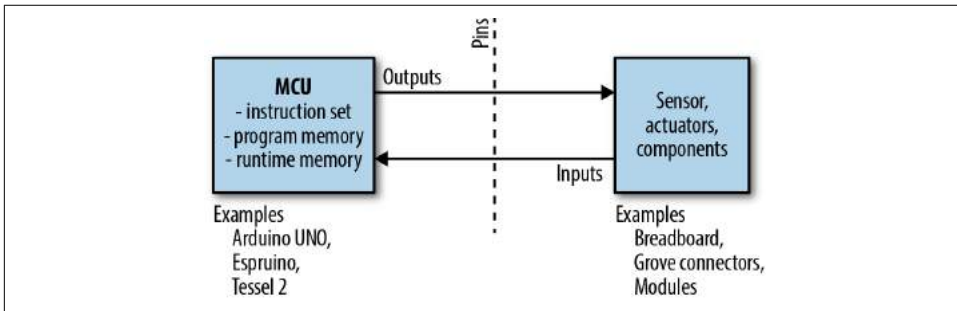 Pins
MCU
- instruction set
- program memory
- runtime memory
Outputs
Inputs
Sensor,
actuators,
components
Examples
Arduino UNO,
Espruino,
Tessel 2
Examples
Breadboard,
Grove connectors,
Modules